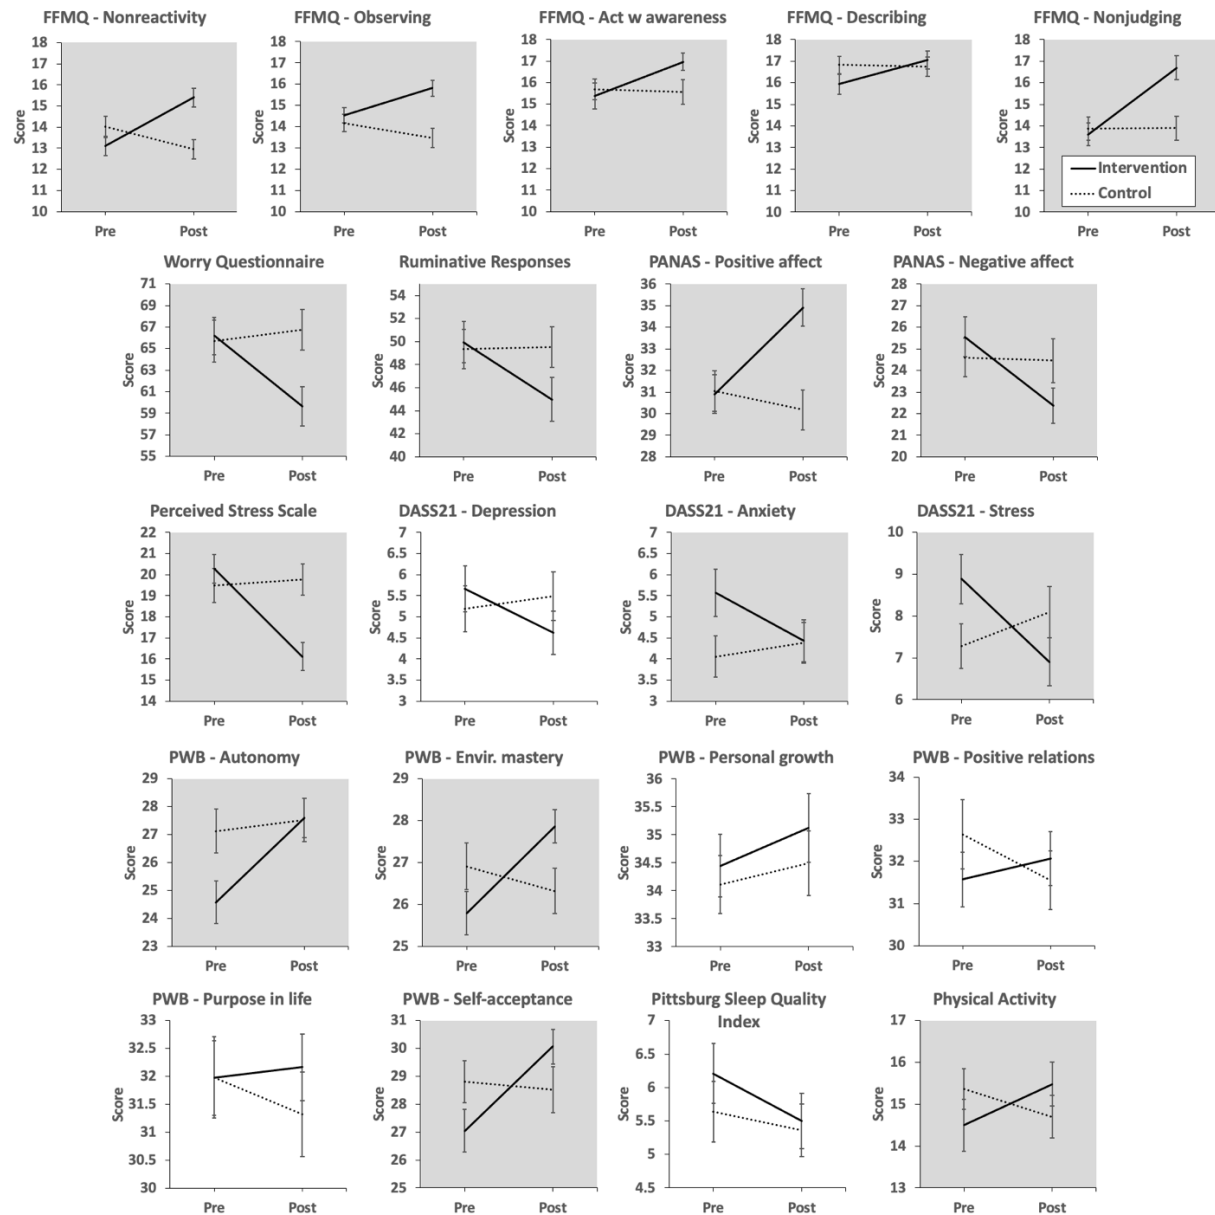 FFMQ - Nonreactivity
FFMQ - Observing
FFMQ - Act w awareness
FFMQ - Describing
FFMQ - Nonjudging
18
17
16
15
14
13
12
11
10
Score
Pre
Post
18
17
16
15
14
13
12
11
10
Score
Pre
Post
18
17
16
15
14
13
12
11
10
Score
Pre
Post
18
17
16
15
14
13
12
11
10
Score
Pre
Post
18
17
16
15
14
13
12
11
10
Score
Intervention
Control
Pre
Post
Worry Questionnaire
Ruminative Responses
PANAS - Positive affect
PANAS - Negative affect
71
69
67
65
63
61
59
57
55
Score
Pre
Post
54
52
50
48
46
44
42
40
Score
Pre
Post
36
35
34
33
32
31
30
29
28
Score
Pre
Post
28
27
26
25
24
23
22
21
20
Score
Pre
Post
Perceived Stress Scale
DASS21 - Depression
DASS21 - Anxiety
DASS21 - Stress
22
21
20
19
18
17
16
15
14
Score
Pre
Post
7
6.5
6
5.5
5
4.5
4
3.5
3
Score
Pre
Post
7
6.5
6
5.5
5
4.5
4
3.5
3
Score
Pre
Post
10
9
8
7
6
Score
Pre
Post
PWB - Autonomy
PWB - Envir. mastery
PWB - Personal growth
PWB - Positive relations
29
28
27
26
25
24
23
Score
Pre
Post
29
28
27
26
25
Score
Pre
Post
36
35.5
35
34.5
34
33.5
33
Score
Pre
Post
34
33
32
31
30
Score
Pre
Post
PWB - Purpose in life
PWB - Self-acceptance
Pittsburg Sleep Quality
Index
Physical Activity
33
32.5
32
31.5
31
30.5
30
Score
Pre
Post
31
30
29
28
27
26
25
Score
Pre
Post
7
6.5
6
5.5
5
4.5
Score
Pre
Post
17
16
15
14
13
Score
Pre
Post